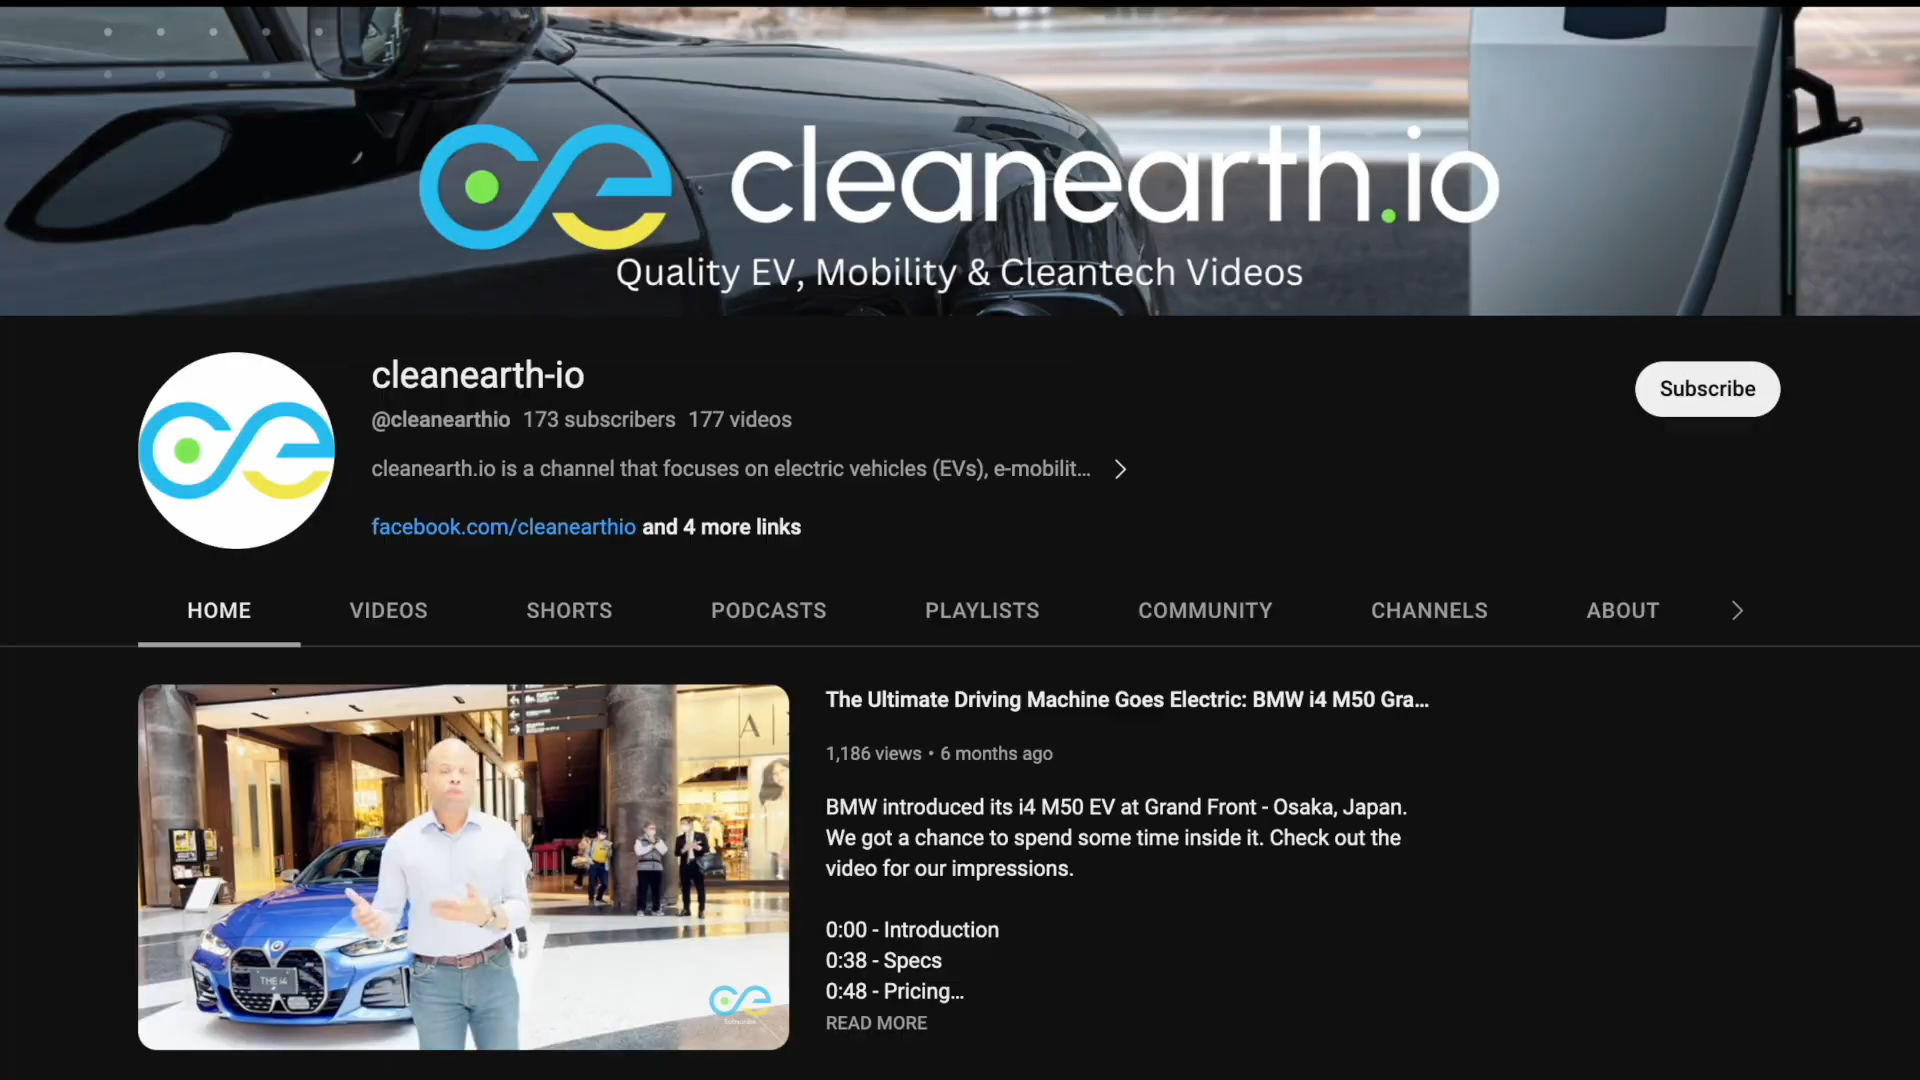 cleanearth.io
Quality EV, Mobility & Cleantech Videos
cleanearth-io
@cleanearthio 173 subscribers 177 videos
cleanearth.io is a channel that focuses on electric vehicles (EVs), e-mobilit...
facebook.com/cleanearthio and 4 more links
Subscribe
HOME VIDEOS SHORTS PODCASTS PLAYLISTS COMMUNITY CHANNELS ABOUT
The Ultimate Driving Machine Goes Electric: BMW i4 M50 Gra...
1,186 views • 6 months ago
BMW introduced its i4 M50 EV at Grand Front - Osaka, Japan.
We got a chance to spend some time inside it. Check out the
video for our impressions.
0:00 - Introduction
0:38 - Specs
0:48 - Pricing...
READ MORE
A|
THE i4
Subscribe